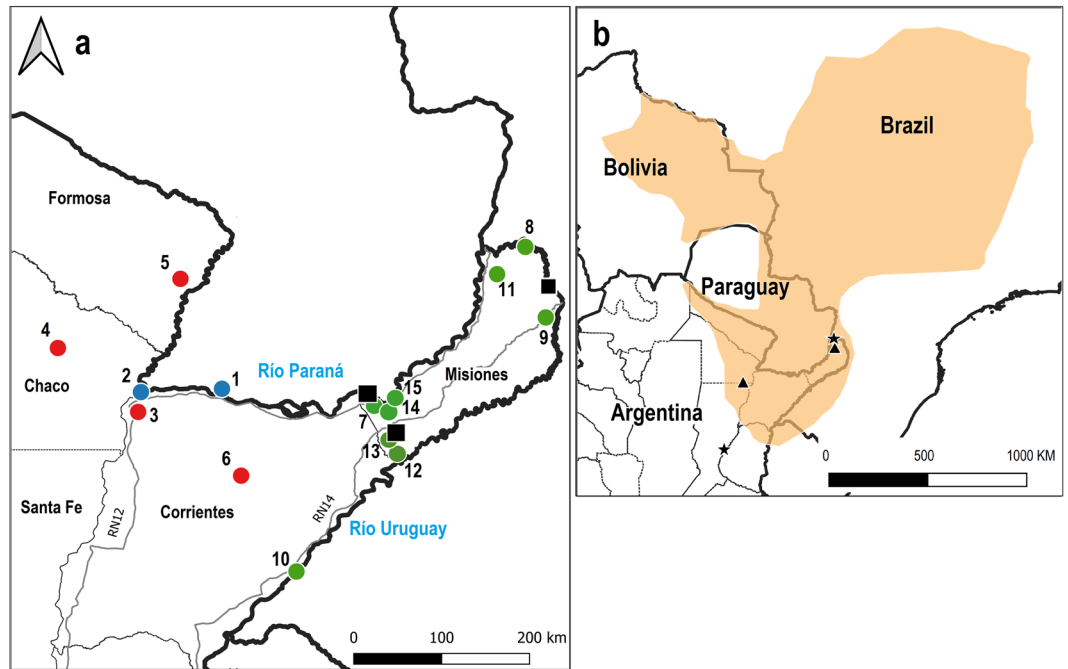 a
Formosa
5
4
Chaco
2
1
3
Río Paraná
8
11
9
Misiones
15
14
7
13
12
6
Santa Fe
Corrientes
RN12
RN14
Río Uruguay
10
0 100 200 km
b
Brazil
Bolivia
Paraguay
Argentina
0 500 1000 KM